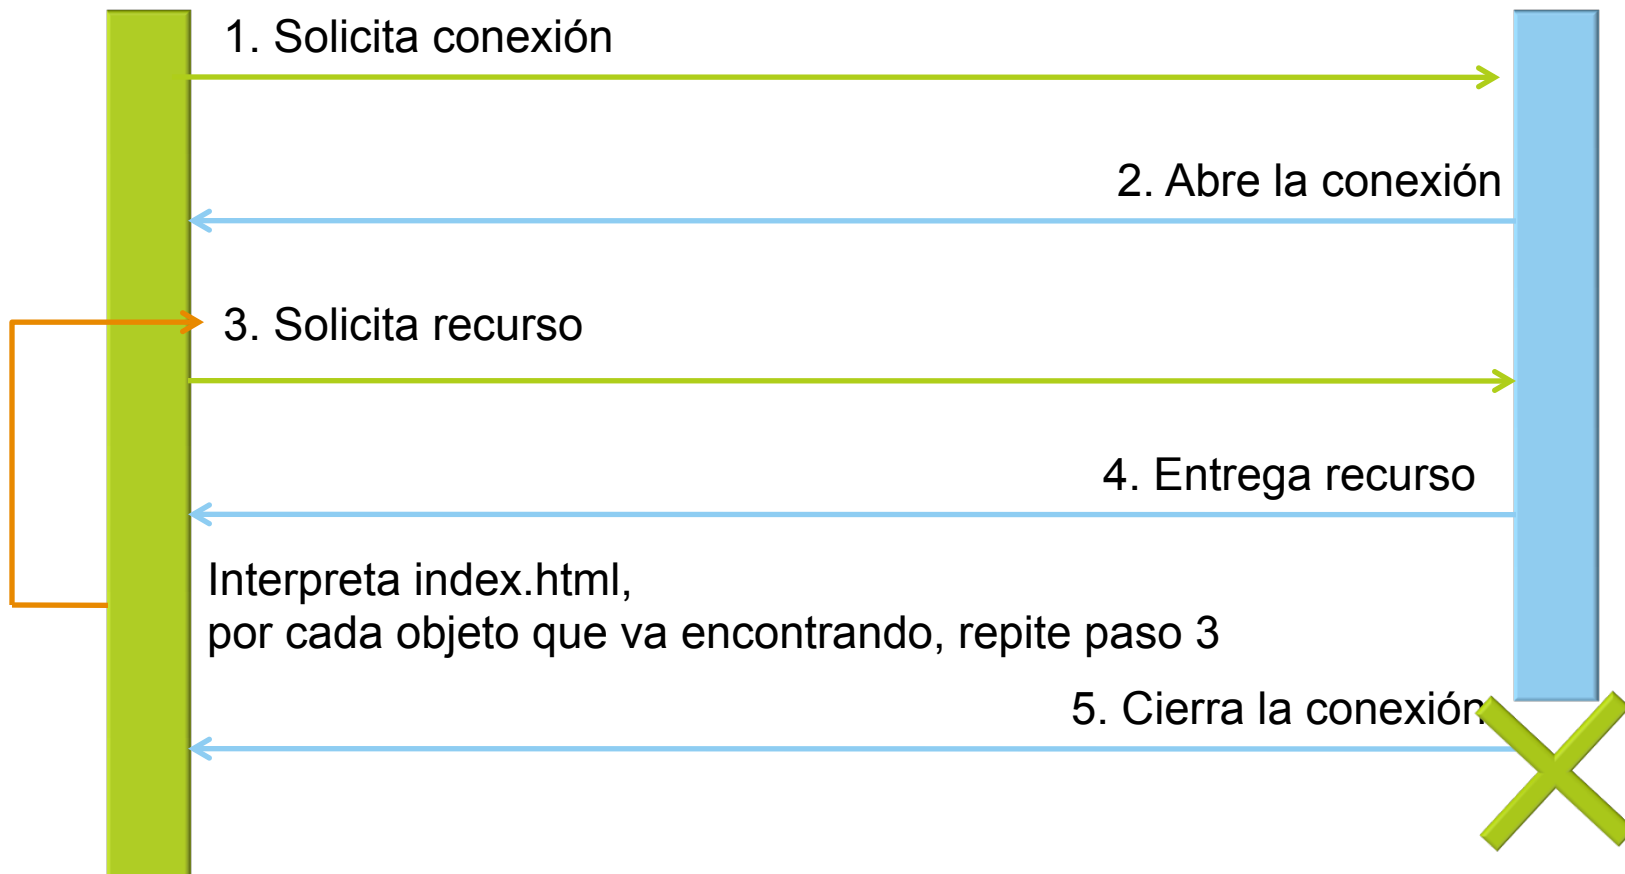 1. Solicita conexión
2. Abre la conexión
3. Solicita recurso
4. Entrega recurso
Interpreta index.html,
por cada objeto que va encontrando, repite paso 3
5. Cierra la conexión